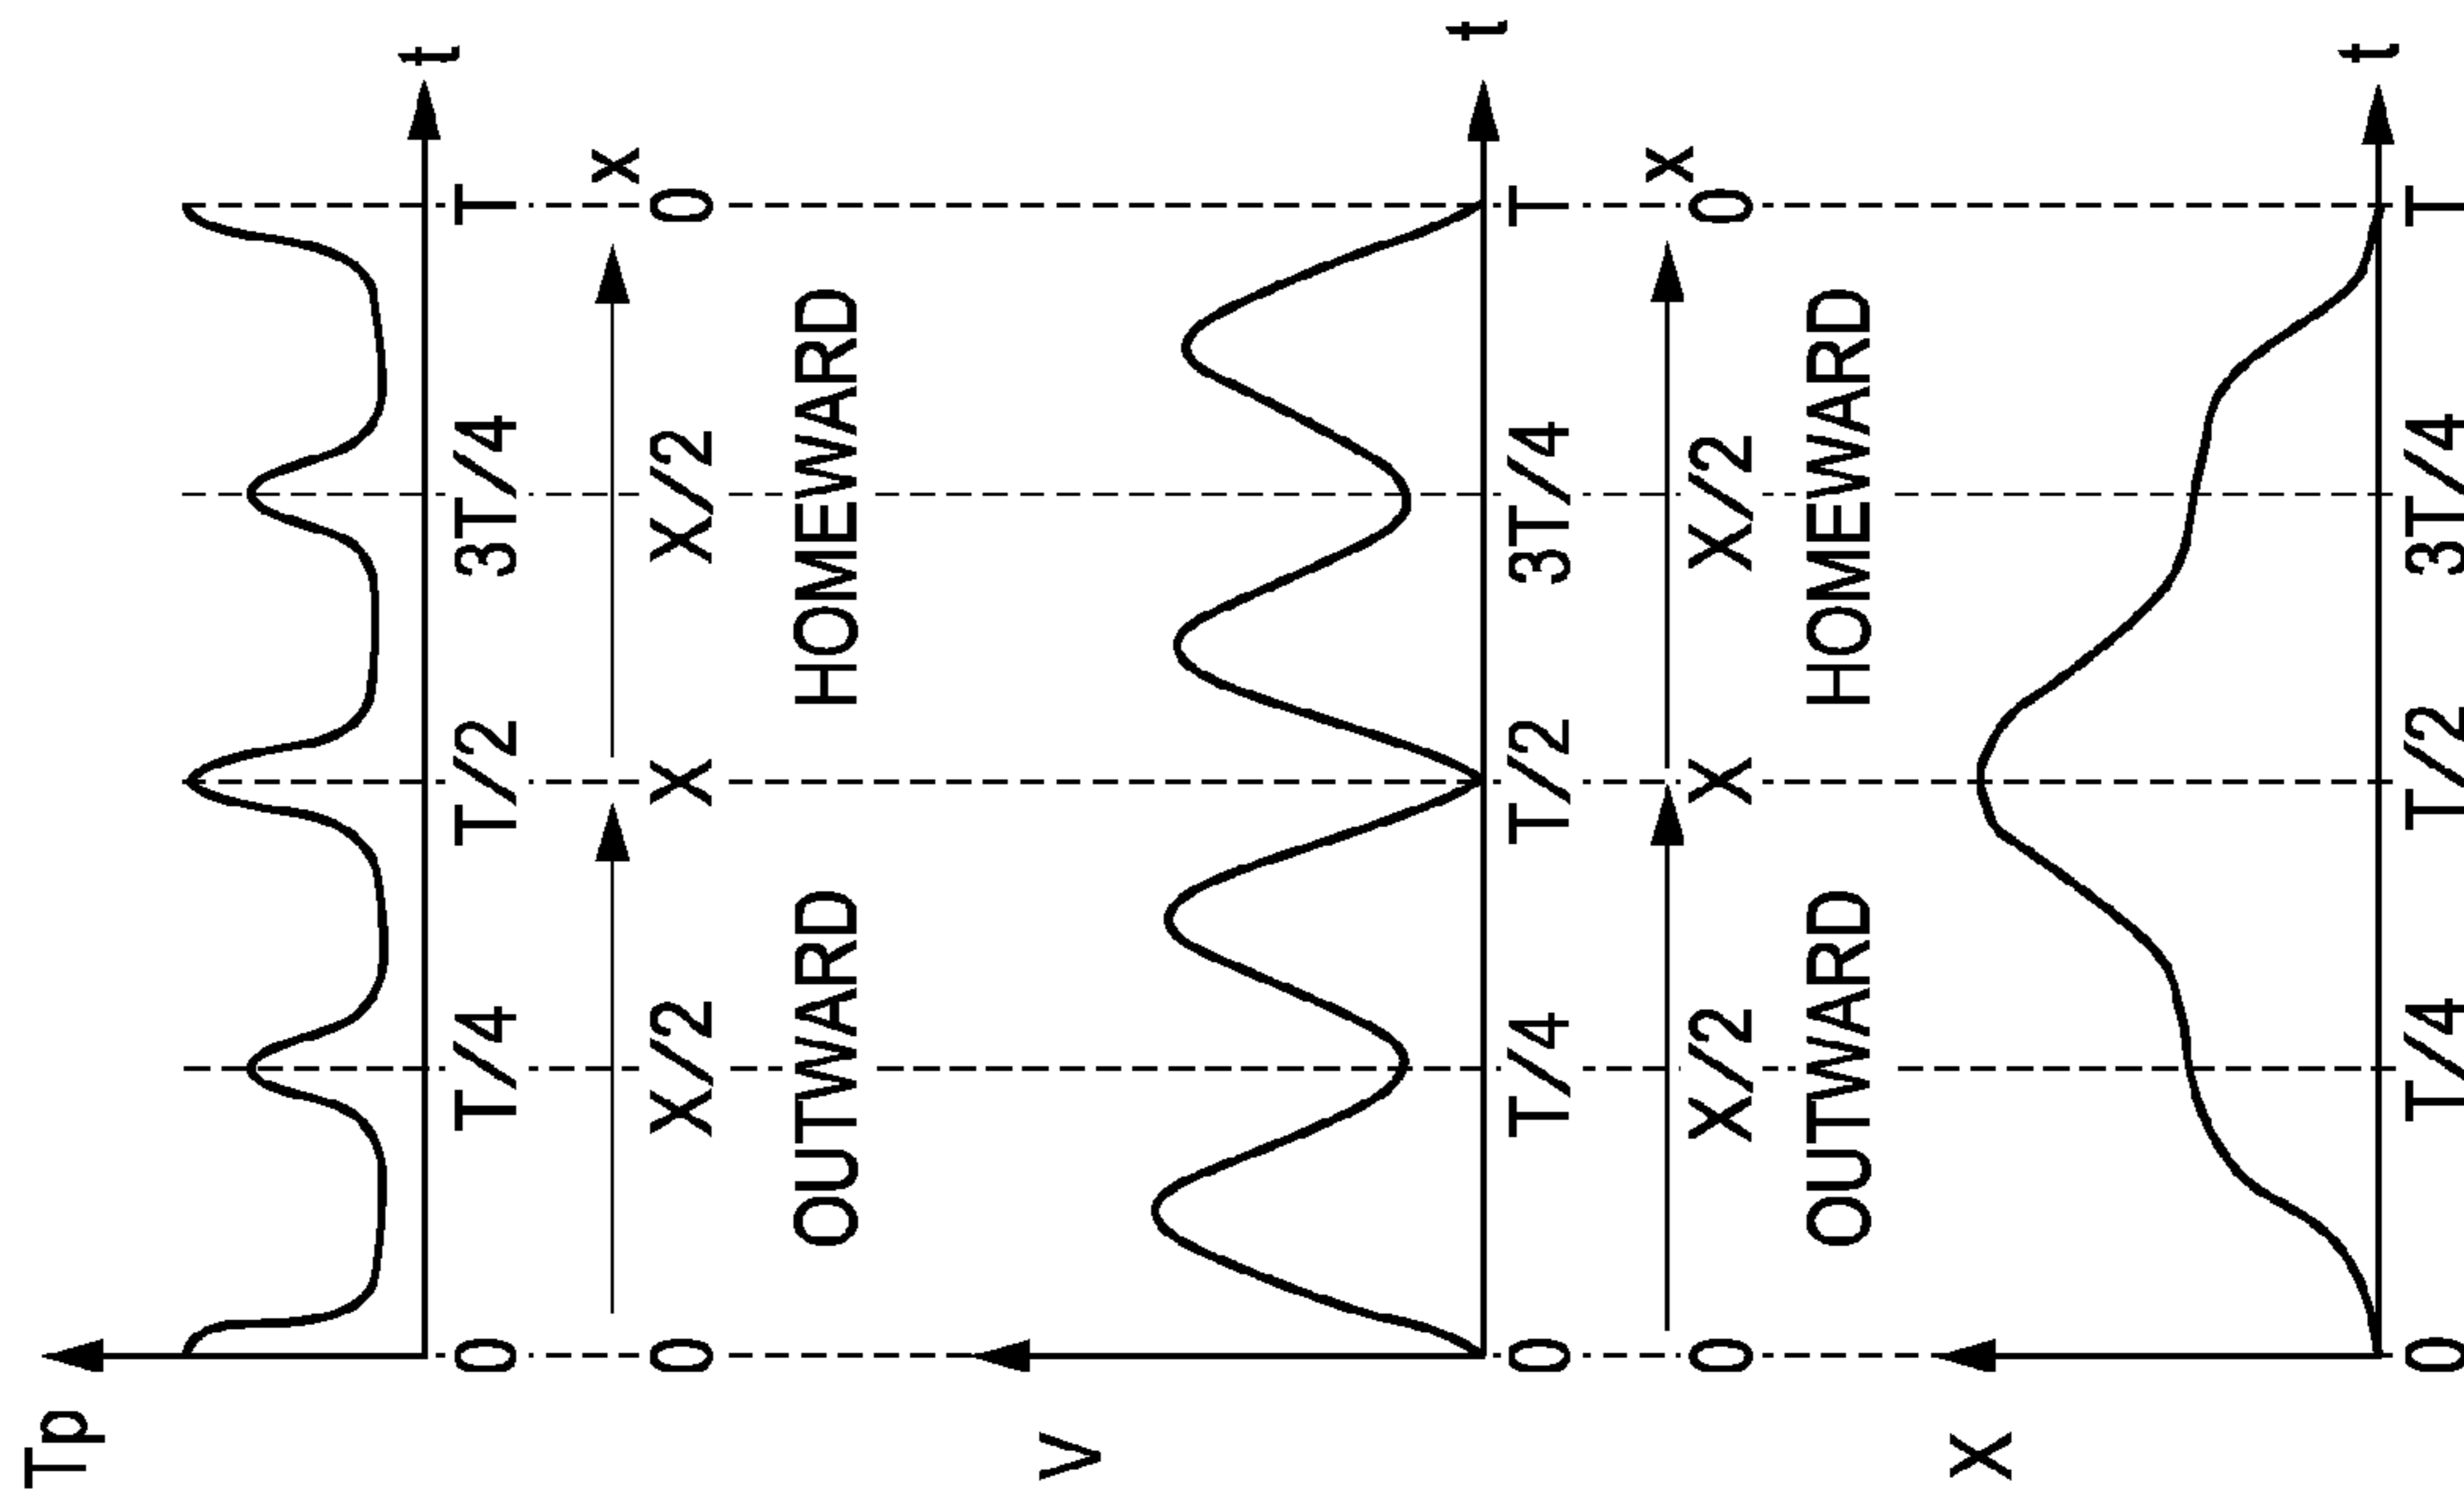 Tp
t
0 T/4 T/2 3T/4 T
x
0 X/2 X X/2 0
OUTWARD HOMEWARD
V
t
0 T/4 T/2 3T/4 T
x
0 X/2 X X/2 0
OUTWARD HOMEWARD
X
t
0 T/4 T/2 3T/4 T